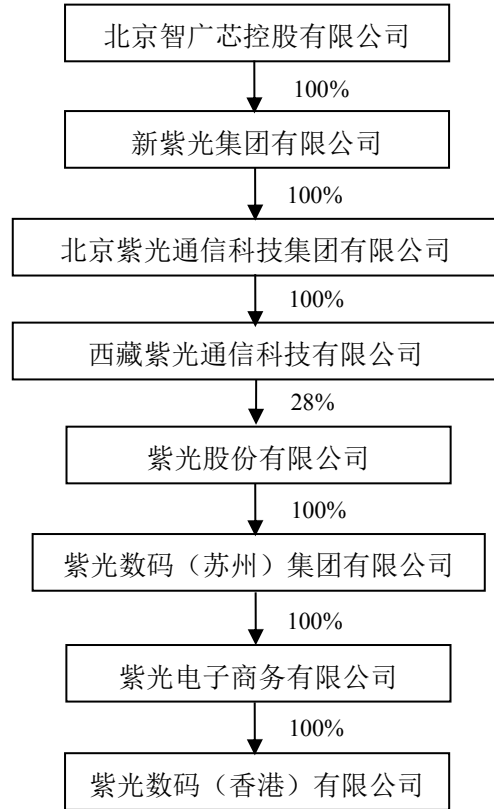 北京智广芯控股有限公司
100%
新紫光集团有限公司
100%
北京紫光通信科技集团有限公司
100%
西藏紫光通信科技有限公司
28%
紫光股份有限公司
100%
紫光数码（苏州）集团有限公司
100%
紫光电子商务有限公司
100%
紫光数码（香港）有限公司